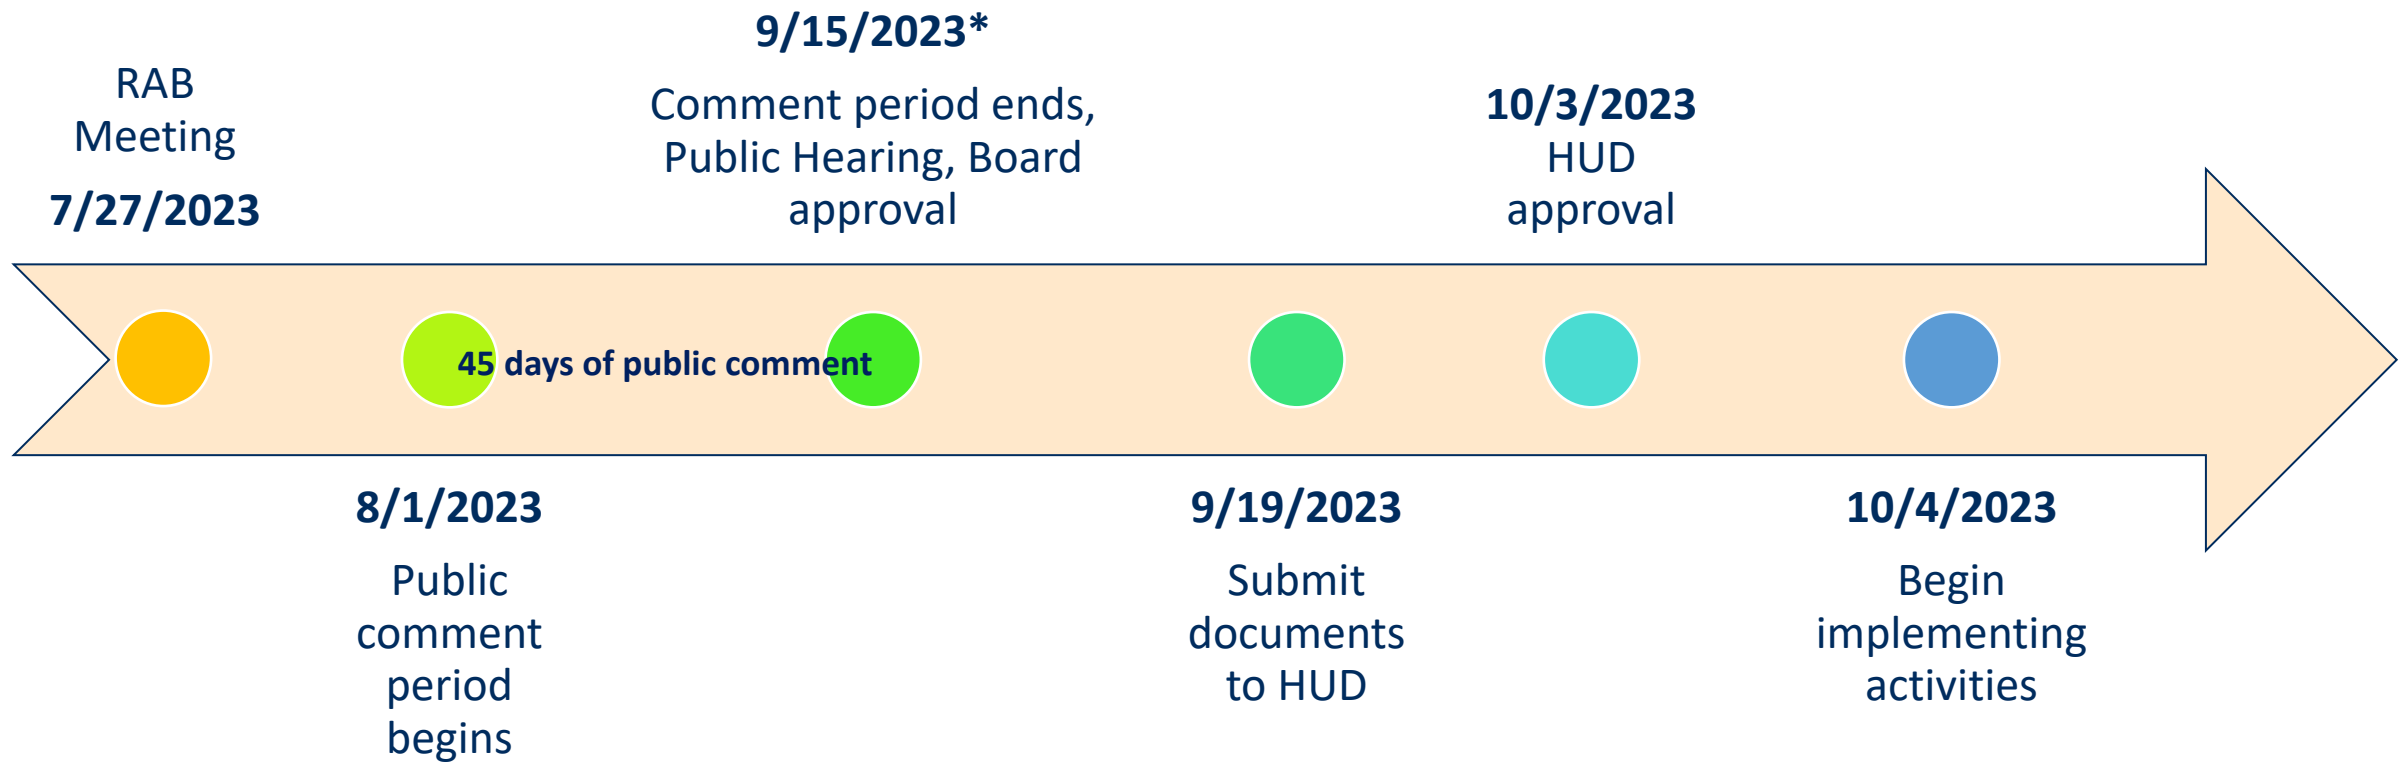 RAB
Meeting
7/27/2023
8/1/2023
Public
comment
period
begins
45 days of public comment
9/15/2023*
Comment period ends,
Public Hearing, Board
approval
9/19/2023
Submit
documents
to HUD
10/3/2023
HUD
approval
10/4/2023
Begin
implementing
activities